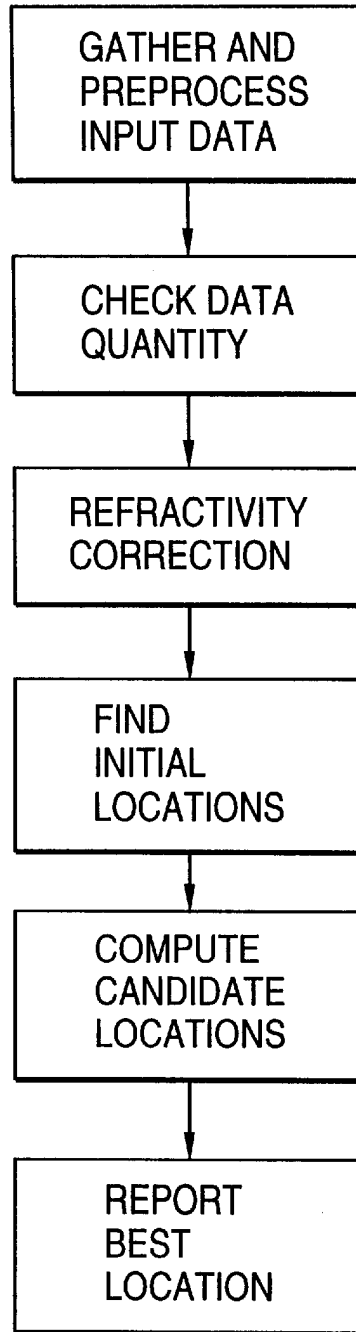 GATHER AND
PREPROCESS
INPUT DATA
CHECK DATA
QUANTITY
REFRACTIVITY
CORRECTION
FIND
INITIAL
LOCATIONS
COMPUTE
CANDIDATE
LOCATIONS
REPORT
BEST
LOCATION